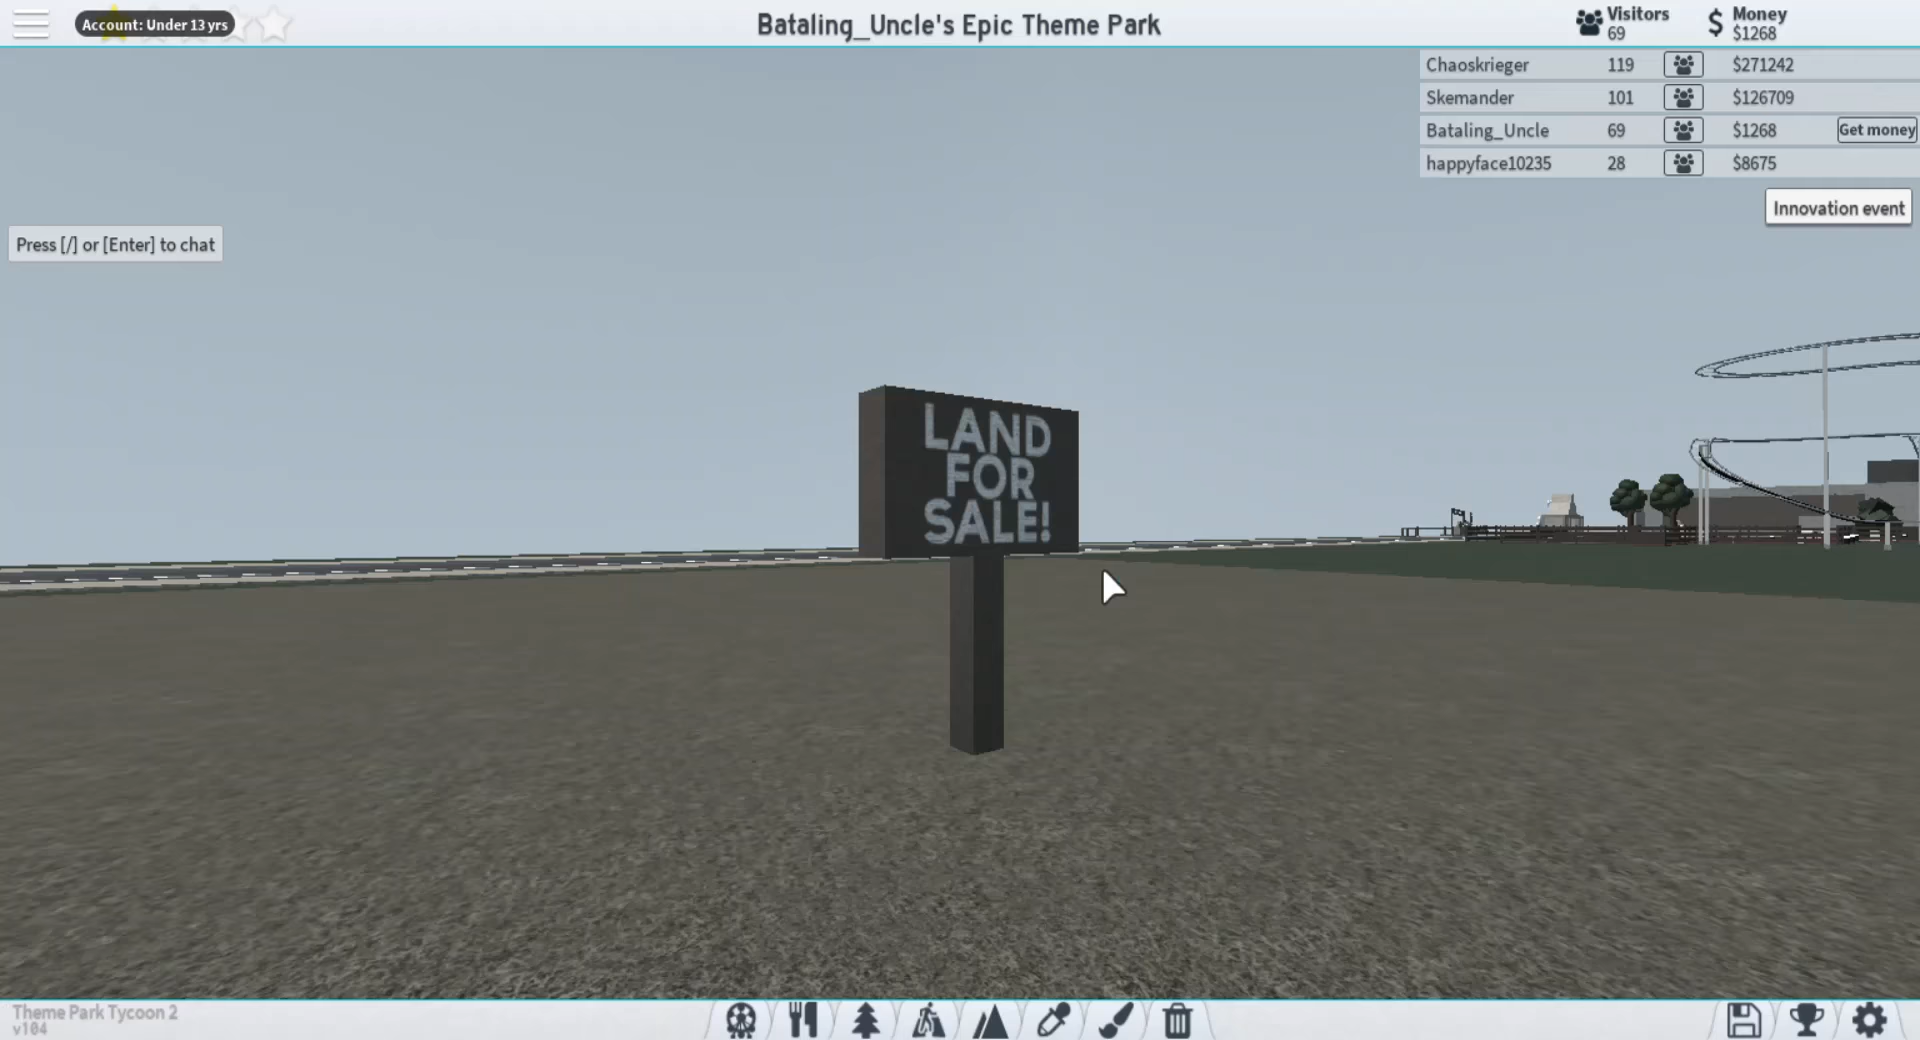 Account: Under 13 yrs
Bataling_Uncle's Epic Theme Park
Visitors
69
Money
$1268
Chaoskrieger 119 $271242
Skemander 101 $126709
Bataling_Uncle 69 $1268 Get money
happyface10235 28 $8675
Innovation event
Press [/] or [Enter] to chat
LAND
FOR
SALE!
Theme Park Tycoon 2
v104